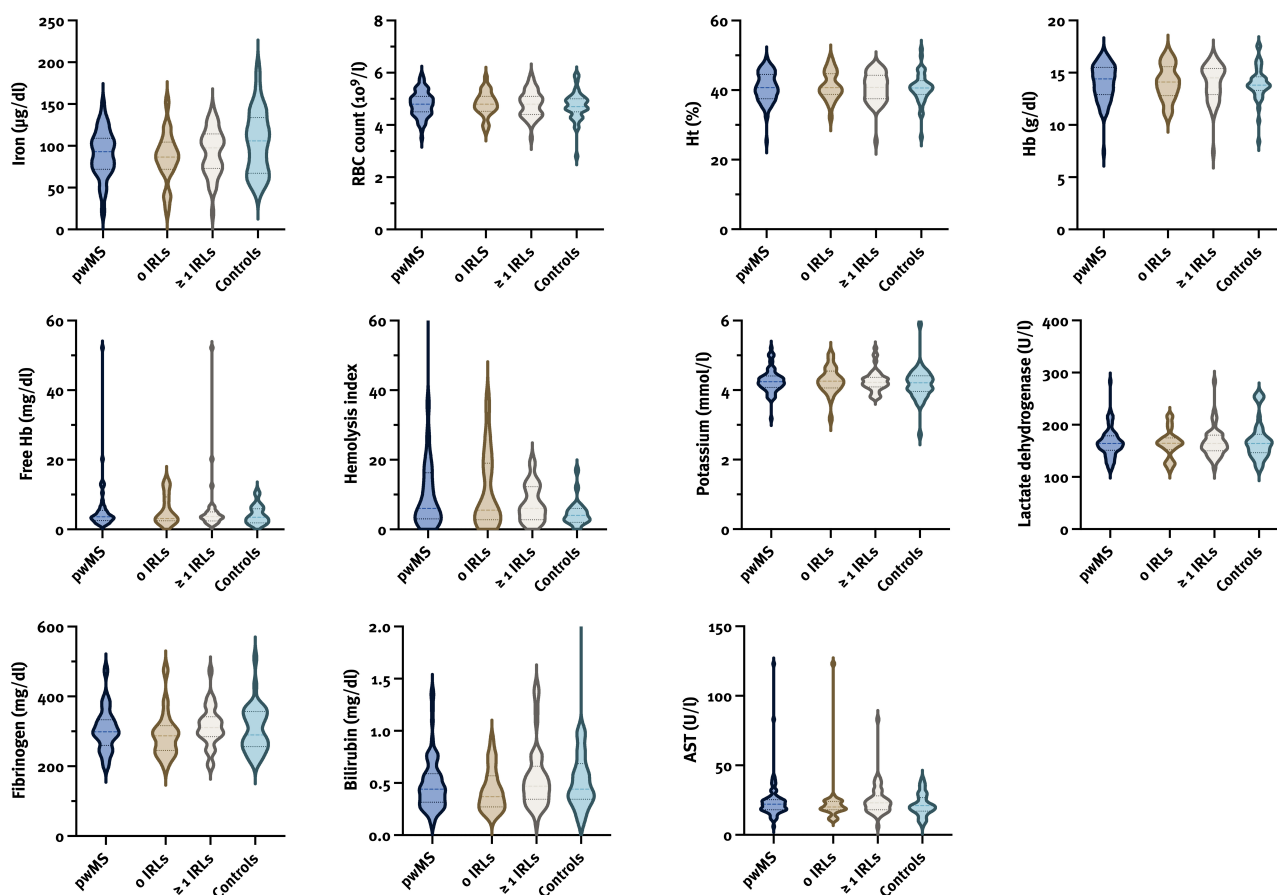 Iron (µg/dl)
250
200
150
100
50
0
pwMS
0 IRLs
≥ 1 IRLs
Controls
RBC count (10⁹/l)
8
6
4
2
0
pwMS
0 IRLS
≥ 1 IRLs
Controls
Ht (%)
60
40
20
0
pwMS
0 IRLs
≥ 1 IRLs
Controls
Hb (g/dl)
20
15
10
5
0
pwMS
0 IRLs
≥ 1 IRLs
Controls
Free Hb (mg/dl)
60
40
20
0
pwMS
0 IRLs
≥ 1 IRLs
Controls
Hemolysis index
60
40
20
0
pwMS
0 IRLs
≥ 1 IRLs
Controls
Potassium (mmol/l)
6
4
2
0
pwMS
0 IRLs
≥ 1 IRLs
Controls
Lactate dehydrogenase (U/l)
400
300
200
100
0
pwMS
0 IRLs
≥ 1 IRLs
Controls
Fibrinogen (mg/dl)
600
400
200
0
pwMS
0 IRLs
≥ 1 IRLs
Controls
Bilirubin (mg/dl)
2.0
1.5
1.0
0.5
0.0
pwMS
0 IRLs
≥ 1 IRLs
Controls
AST (U/l)
150
100
50
0
pwMS
0 IRLs
≥ 1 IRLs
Controls